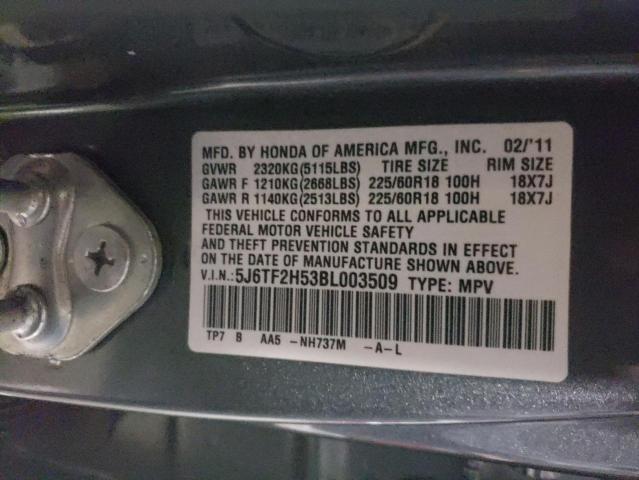 MFD. BY HONDA OF AMERICA MFG., INC. 02/'11
GVWR 2320KG(5115LBS) TIRE SIZE RIM SIZE
GAWR F 1210KG(2668LBS) 225/60R18 100H 18X7J
GAWR R 1140KG(2513LBS) 225/60R18 100H 18X7J
THIS VEHICLE CONFORMS TO ALL APPLICABLE
FEDERAL MOTOR VEHICLE SAFETY
AND THEFT PREVENTION STANDARDS IN EFFECT
ON THE DATE OF MANUFACTURE SHOWN ABOVE.
V.I.N.:5J6TF2H53BL003509 TYPE: MPV
TP7 B AA5 -NH737M -A-L